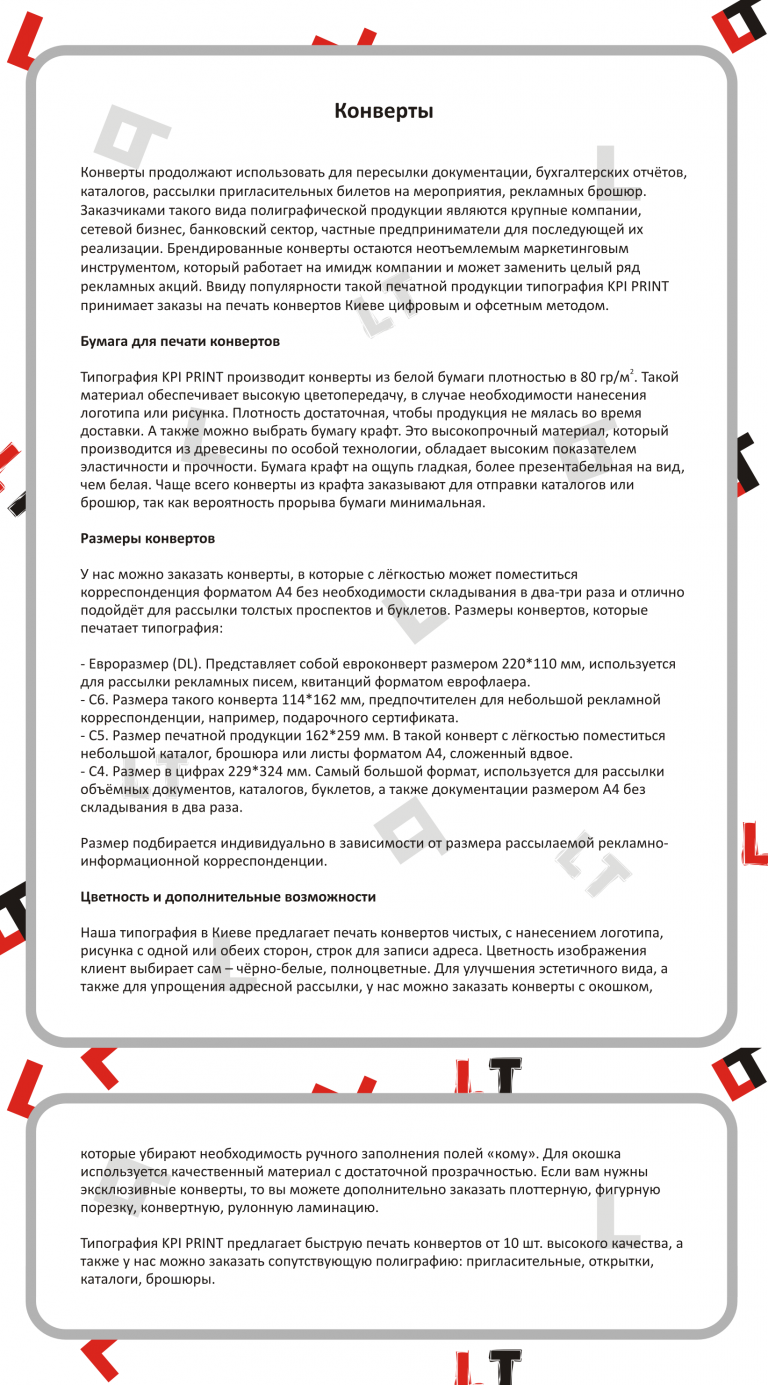 Конверты
Конверты продолжают использовать для пересылки документации, бухгалтерских отчётов,
каталогов, рассылки пригласительных билетов на мероприятия, рекламных брошюр.
Заказчиками такого вида полиграфической продукции являются крупные компании,
сетевой бизнес, банковский сектор, частные предприниматели для последующей их
реализации. Брендированные конверты остаются неотъемлемым маркетинговым
инструментом, который работает на имидж компании и может заменить целый ряд
рекламных акций. Ввиду популярности такой печатной продукции типография KPI PRINT
принимает заказы на печать конвертов Киеве цифровым и офсетным методом.
Бумага для печати конвертов
Типография KPI PRINT производит конверты из белой бумаги плотностью в 80 гр/м². Такой
материал обеспечивает высокую цветопередачу, в случае необходимости нанесения
логотипа или рисунка. Плотность достаточная, чтобы продукция не мялась во время
доставки. А также можно выбрать бумагу крафт. Это высокопрочный материал, который
производится из древесины по особой технологии, обладает высоким показателем
эластичности и прочности. Бумага крафт на ощупь гладкая, более презентабельная на вид,
чем белая. Чаще всего конверты из крафта заказывают для отправки каталогов или
брошюр, так как вероятность прорыва бумаги минимальная.
Размеры конвертов
У нас можно заказать конверты, в которые с лёгкостью может поместиться
корреспонденция форматом А4 без необходимости складывания в два-три раза и отлично
подойдёт для рассылки толстых проспектов и буклетов. Размеры конвертов, которые
печатает типография:
- Евроразмер (DL). Представляет собой евроконверт размером 220*110 мм, используется
для рассылки рекламных писем, квитанций форматом еврофлаера.
- С6. Размера такого конверта 114*162 мм, предпочтителен для небольшой рекламной
корреспонденции, например, подарочного сертификата.
- С5. Размер печатной продукции 162*259 мм. В такой конверт с лёгкостью поместиться
небольшой каталог, брошюра или листы форматом А4, сложенный вдвое.
- С4. Размер в цифрах 229*324 мм. Самый большой формат, используется для рассылки
объёмных документов, каталогов, буклетов, а также документации размером А4 без
складывания в два раза.
Размер подбирается индивидуально в зависимости от размера рассылаемой рекламно-
информационной корреспонденции.
Цветность и дополнительные возможности
Наша типография в Киеве предлагает печать конвертов чистых, с нанесением логотипа,
рисунка с одной или обеих сторон, строк для записи адреса. Цветность изображения
клиент выбирает сам – чёрно-белые, полноцветные. Для улучшения эстетичного вида, а
также для упрощения адресной рассылки, у нас можно заказать конверты с окошком,
LT
которые убирают необходимость ручного заполнения полей «кому». Для окошка
используется качественный материал с достаточной прозрачностью. Если вам нужны
эксклюзивные конверты, то вы можете дополнительно заказать плоттерную, фигурную
порезку, конвертную, рулонную ламинацию.
Типография KPI PRINT предлагает быструю печать конвертов от 10 шт. высокого качества, а
также у нас можно заказать сопутствующую полиграфию: пригласительные, открытки,
каталоги, брошюры.
LT